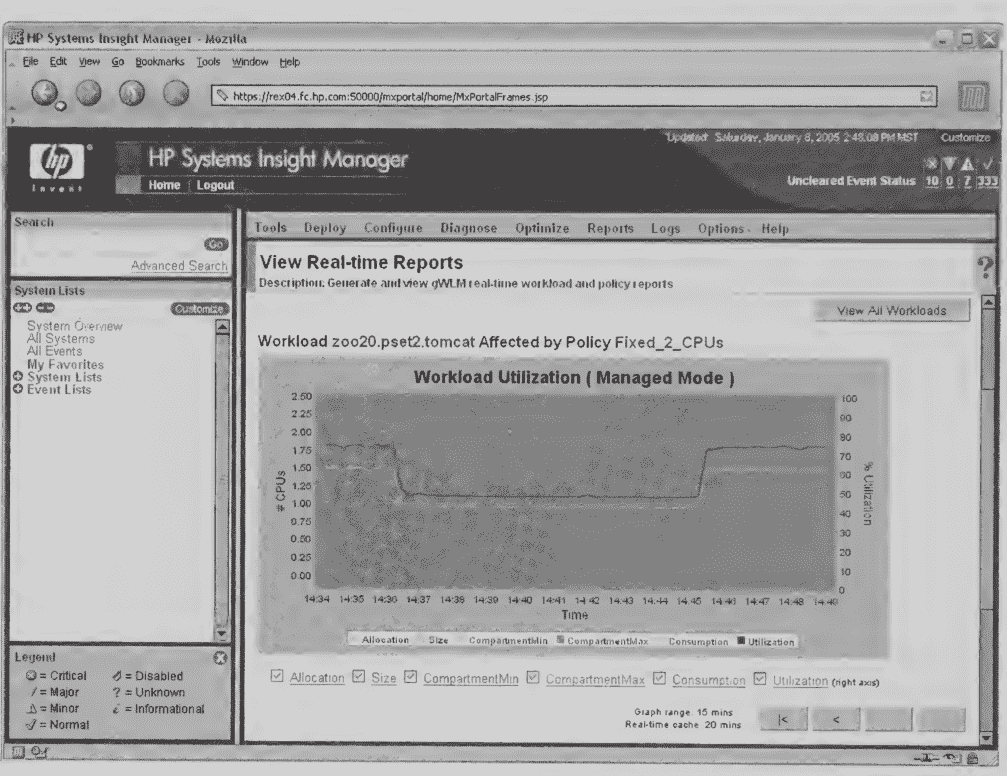 HP Systems Insight Manager - Mozilla
File Edit View Go Bookmarks Tools Window Help
https://rex04.fc.hp.com:50000/mxportal/home/MxPortalFrames.jsp
Updated: Saturday, January 8, 2005 2:48:08 PM MST Customize
hp
invent
HP Systems Insight Manager
Home | Logout
Uncleared Event Status 10 0 7 333
Search
Go
Advanced Search
Tools Deploy Configure Diagnose Optimize Reports Logs Options Help
View Real-time Reports
?
Description: Generate and view gWLM real-time workload and policy reports
System Lists
Customize
System Overview
All Systems
All Events
My Favorites
System Lists
Event Lists
View All Workloads
Workload zoo20.pset2.tomcat Affected by Policy Fixed_2_CPUs
Workload Utilization ( Managed Mode )
2.50
2.25
2.00
1.75
1.50
1.25
1.00
0.75
0.50
0.25
0.00
# CPUs
100
90
80
70
60
50
40
30
20
10
0
% Utilization
14:34 14:35 14:36 14:37 14:38 14:39 14:40 14:41 14:42 14:43 14:44 14:45 14:46 14:47 14:48 14:49
Time
Allocation Size CompartmentMin CompartmentMax Consumption Utilization
Allocation Size CompartmentMin CompartmentMax Consumption Utilization (right axis)
Graph range 15 mins
Real-time cache 20 mins
|< <
Legend
= Critical = Disabled
= Major ? = Unknown
= Minor i = Informational
= Normal